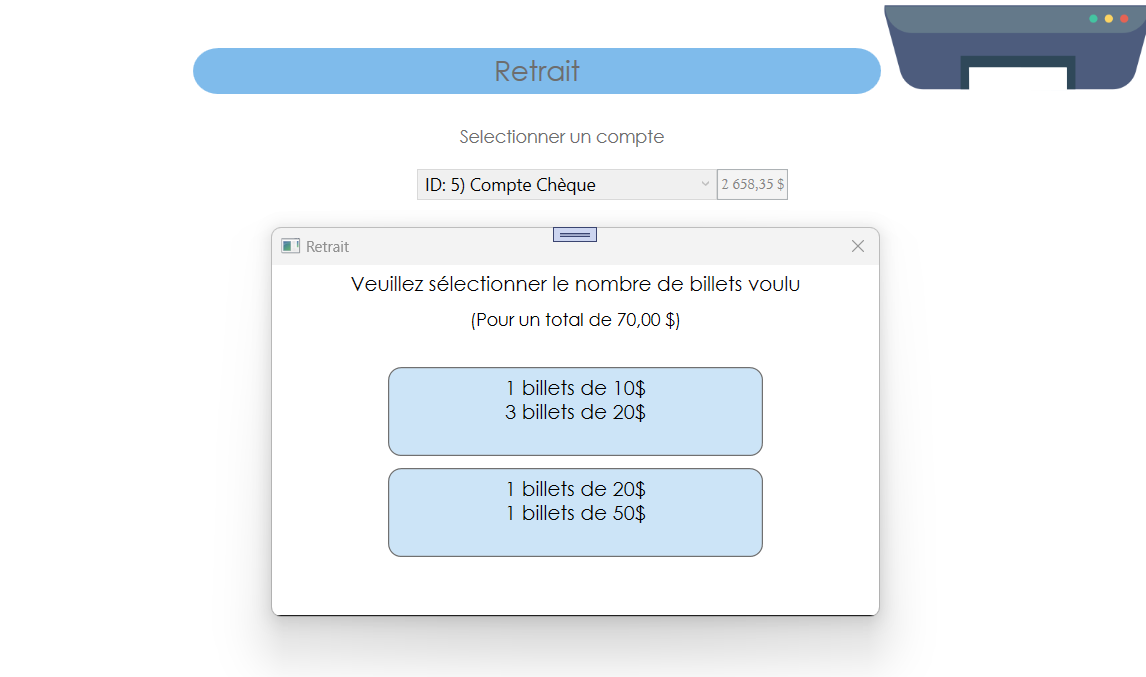 Retrait
Selectionner un compte
ID: 5) Compte Chèque
2 658,35 $
Retrait
Veuillez sélectionner le nombre de billets voulu
(Pour un total de 70,00 $)
1 billets de 10$
3 billets de 20$
1 billets de 20$
1 billets de 50$